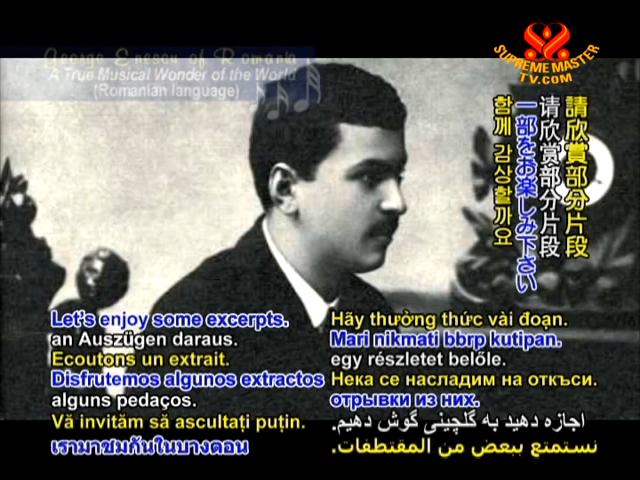 George Enescu of Romania
A True Musical Wonder of the World
(Romanian language)
SUPREME MASTER
TV.COM
請欣賞部分片段
请欣赏部分片段
一部をお楽しみ下さい
함께 감상할까요
Let's enjoy some excerpts.
an Auszügen daraus.
Ecoutons un extrait.
Disfrutemos algunos extractos
alguns pedaços.
Vă invităm să ascultați puțin.
เรามาชมกันในบางตอน
Hãy thưởng thức vài đoạn.
Mari nikmati bbrp kutipan.
egy részletet belőle.
Нека се насладим на откъси.
отрывки из них.
اجازه دهید به گلچینی گوش دهیم.
نستمتع ببعض من المقتطفات.